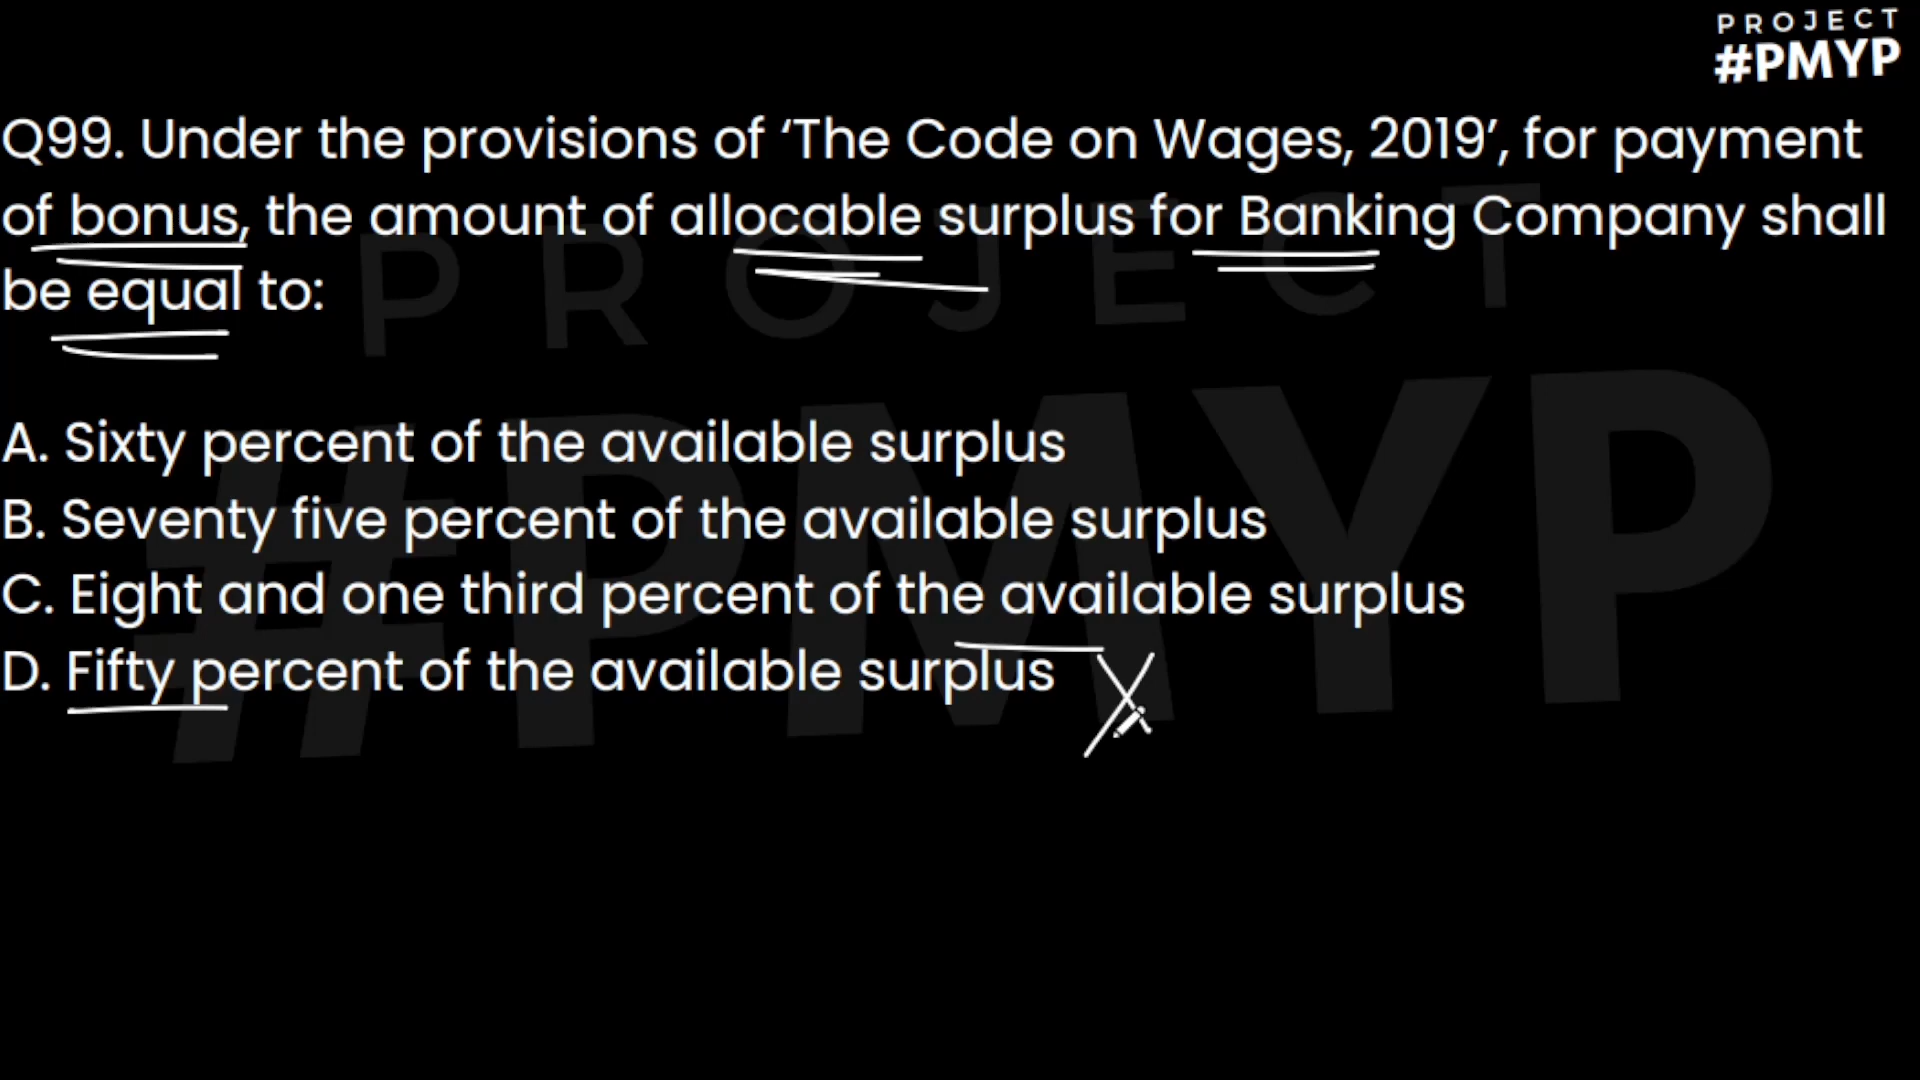 PROJECT
#PMYP
Q99. Under the provisions of ‘The Code on Wages, 2019’, for payment
of bonus, the amount of allocable surplus for Banking Company shall
be equal to:
PROJECT
#PMYP
A. Sixty percent of the available surplus
B. Seventy five percent of the available surplus
C. Eight and one third percent of the available surplus
D. Fifty percent of the available surplus